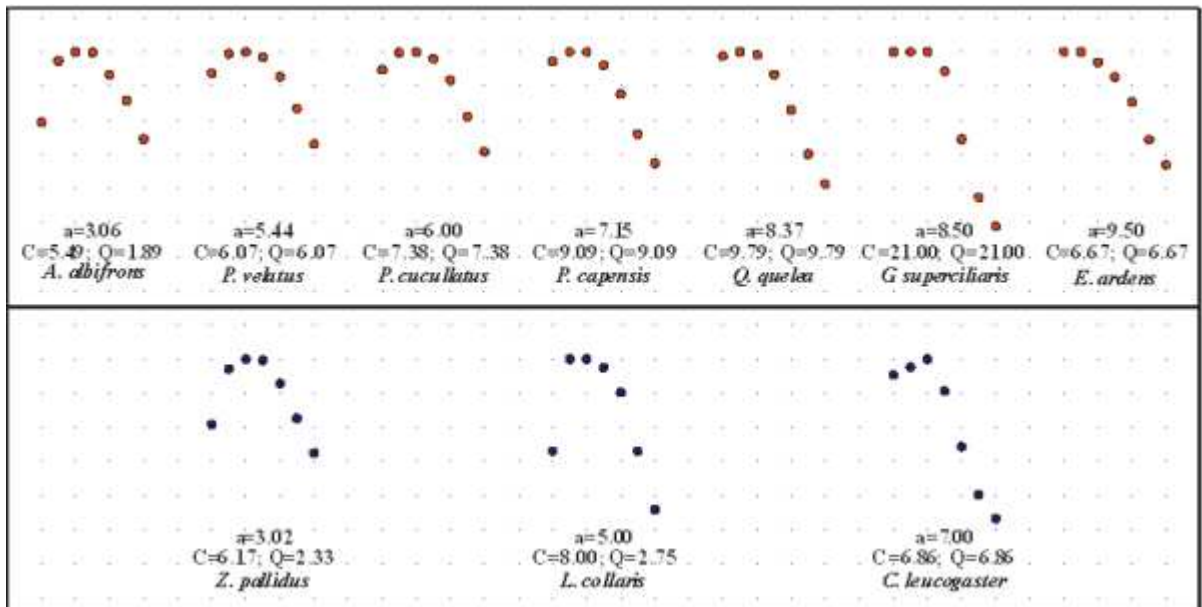 a=3.06 a=5.44 a=6.00 a=7.15 a=8.37 a=8.50 a=9.50
C=5.49; Q=1.89 C=6.07; Q=6.07 C=7.38; Q=7.38 C=9.09; Q=9.09 C=9.79; Q=9.79 C=21.00; Q=21.00 C=6.67; Q=6.67
A. albifrons P. velatus P. cucullatus P. capensis Q. quelea G superciliaris E. ardens
a=3.02 a=5.00 a=7.00
C=6.17; Q=2.33 C=8.00; Q=2.75 C=6.86; Q=6.86
Z. pallidus L. collaris C. leucogaster